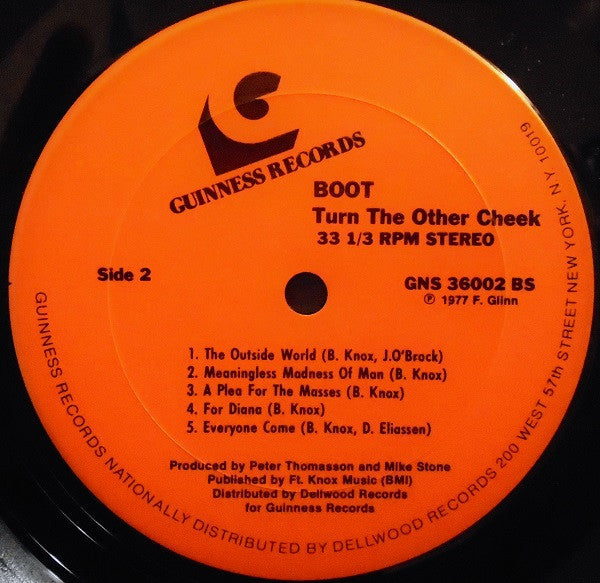 GUINNESS RECORDS
BOOT
Turn The Other Cheek
33 1/3 RPM STEREO
Side 2
GNS 36002 BS
℗ 1977 F. Glinn
1. The Outside World (B. Knox, J.O'Brock)
2. Meaningless Madness Of Man (B. Knox)
3. A Plea For The Masses (B. Knox)
4. For Diana (B. Knox)
5. Everyone Come (B. Knox, D. Eliassen)
Produced by Peter Thomasson and Mike Stone
Published by Ft. Knox Music (BMI)
Distributed by Dellwood Records
for Guinness Records
GUINNESS RECORDS NATIONALLY DISTRIBUTED BY DELLWOOD RECORDS 200 WEST 57th STREET NEW YORK, N.Y. 10019